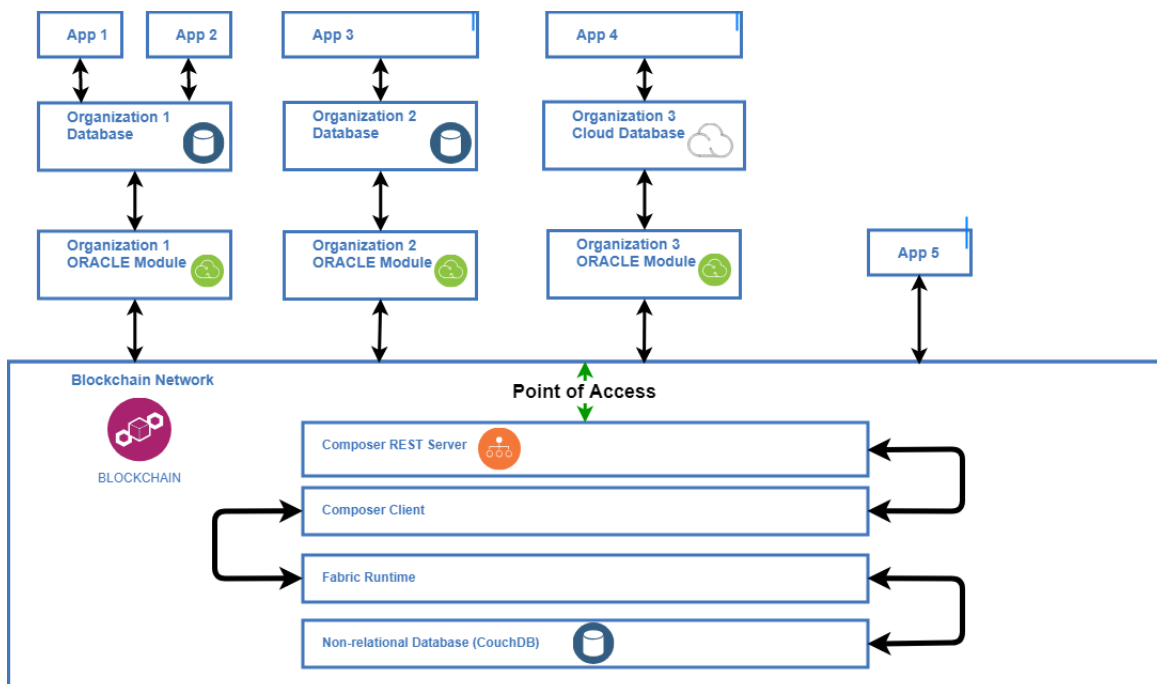 App 1
App 2
App 3
App 4
Organization 1
Database
Organization 2
Database
Organization 3
Cloud Database
Organization 1
ORACLE Module
Organization 2
ORACLE Module
Organization 3
ORACLE Module
App 5
Blockchain Network
BLOCKCHAIN
Point of Access
Composer REST Server
Composer Client
Fabric Runtime
Non-relational Database (CouchDB)